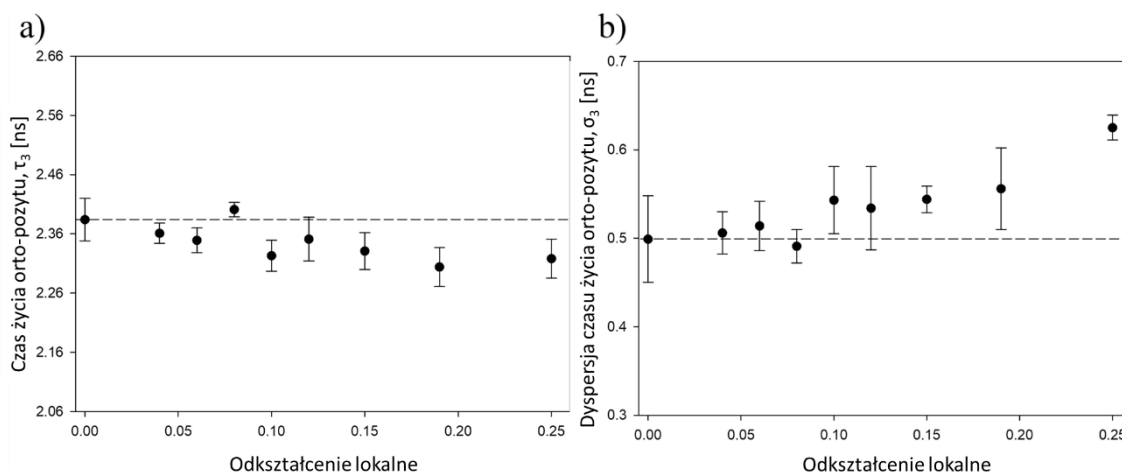 a)
Czas życia orto-pozytu, τ₃ [ns]
2.66
2.56
2.46
2.36
2.26
2.16
2.06
0.00 0.05 0.10 0.15 0.20 0.25
Odkształcenie lokalne
b)
Dyspersja czasu życia orto-pozytu, σ₃ [ns]
0.7
0.6
0.5
0.4
0.3
0.00 0.05 0.10 0.15 0.20 0.25
Odkształcenie lokalne